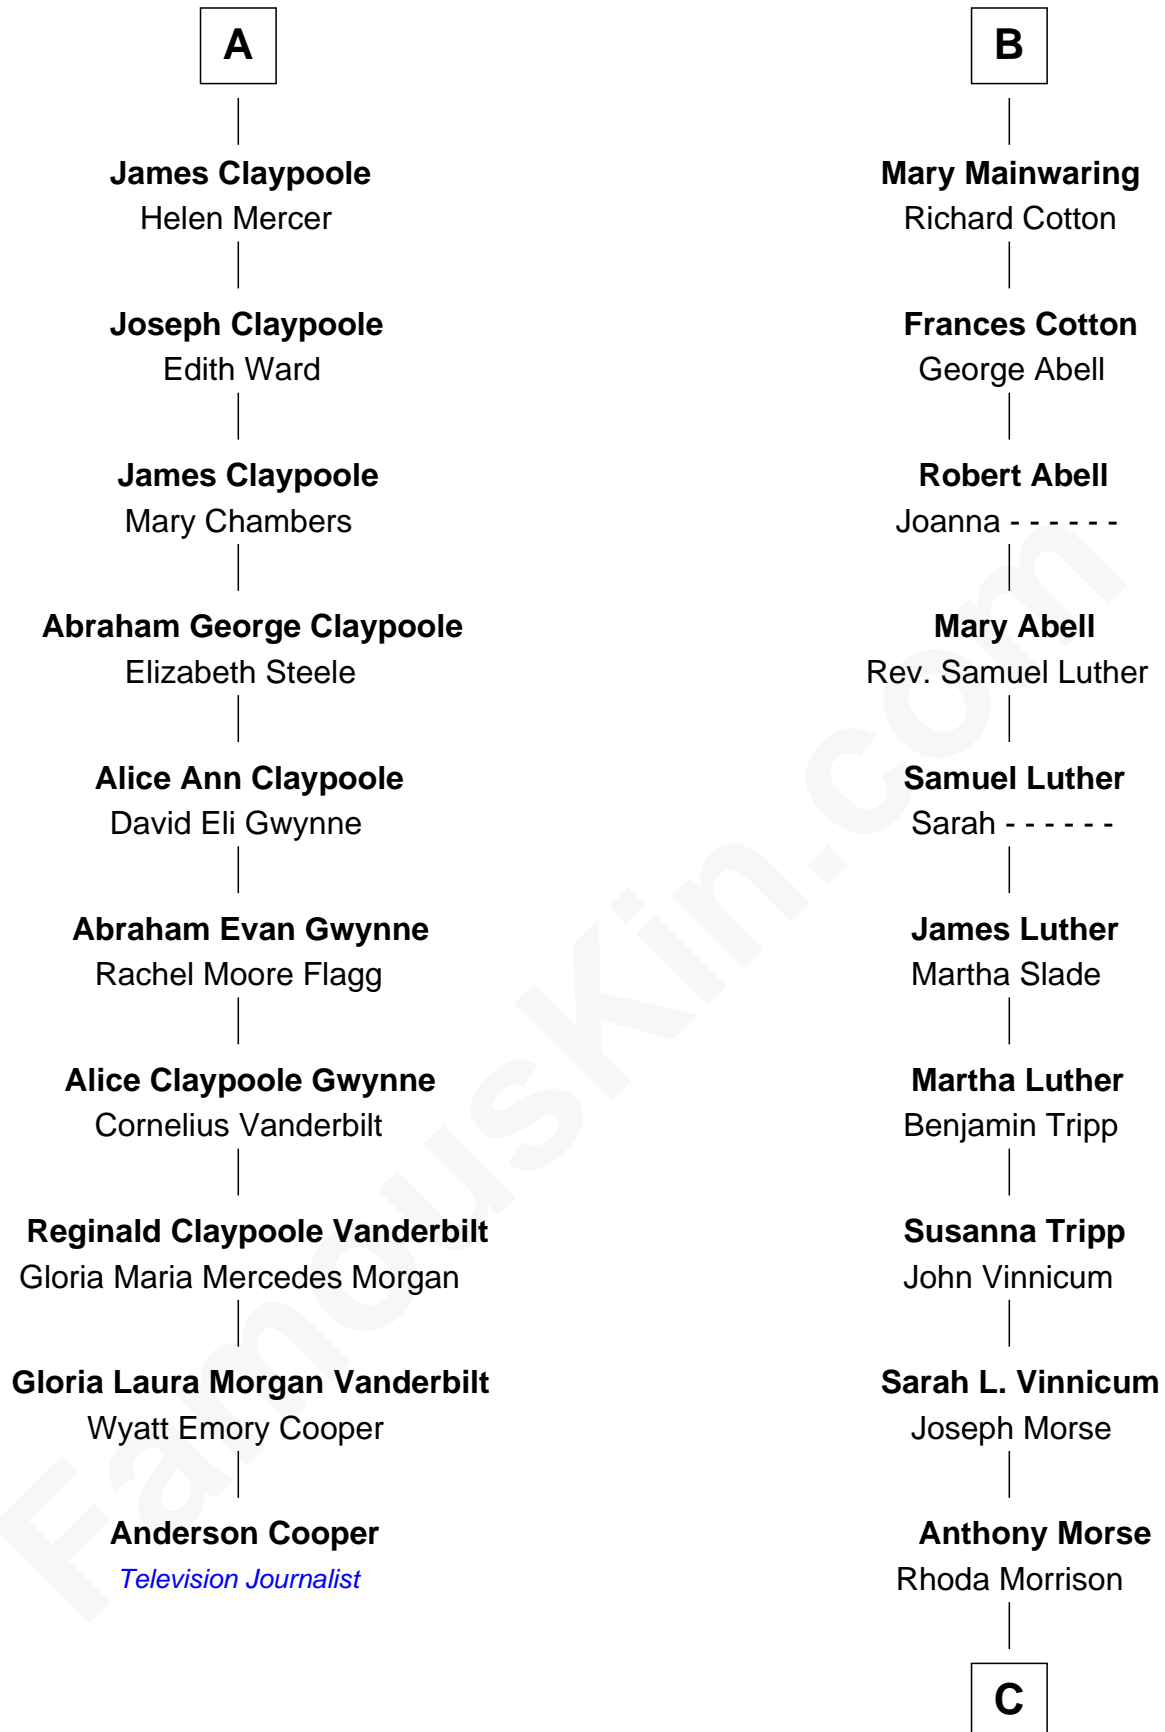 A
James Claypoole
Helen Mercer
Joseph Claypoole
Edith Ward
James Claypoole
Mary Chambers
Abraham George Claypoole
Elizabeth Steele
Alice Ann Claypoole
David Eli Gwynne
Abraham Evan Gwynne
Rachel Moore Flagg
Alice Claypoole Gwynne
Cornelius Vanderbilt
Reginald Claypoole Vanderbilt
Gloria Maria Mercedes Morgan
Gloria Laura Morgan Vanderbilt
Wyatt Emory Cooper
Anderson Cooper
Television Journalist
B
Mary Mainwaring
Richard Cotton
Frances Cotton
George Abell
Robert Abell
Joanna - - - - - -
Mary Abell
Rev. Samuel Luther
Samuel Luther
Sarah - - - - - -
James Luther
Martha Slade
Martha Luther
Benjamin Tripp
Susanna Tripp
John Vinnicum
Sarah L. Vinnicum
Joseph Morse
Anthony Morse
Rhoda Morrison
C
FamousKin.com